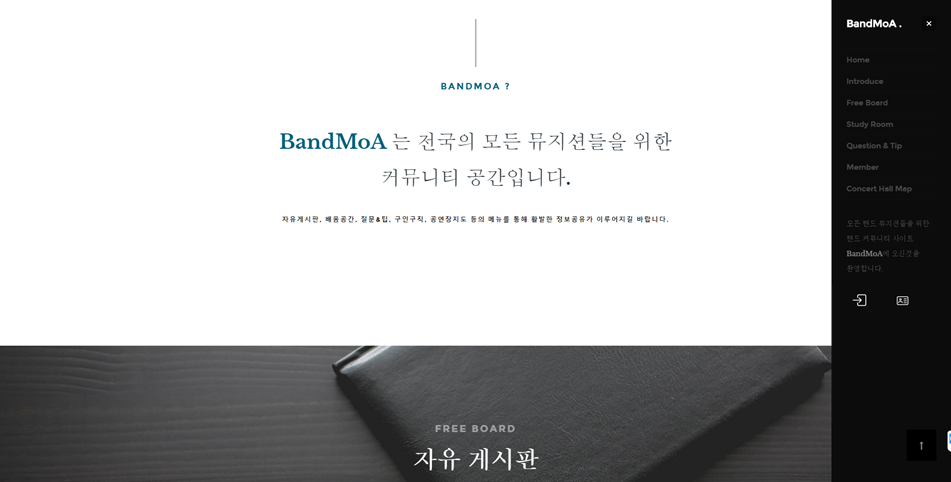 BANDMOA ?
BandMoA 는 전국의 모든 뮤지션들을 위한
커뮤니티 공간입니다.
자유게시판, 배움공간, 질문&팁, 구인구직, 공연장지도 등의 메뉴를 통해 활발한 정보공유가 이루어지길 바랍니다.
FREE BOARD
자유 게시판
BandMoA .
Home
Introduce
Free Board
Study Room
Question & Tip
Member
Concert Hall Map
모든 밴드 뮤지션들을 위한
밴드 커뮤니티 사이트
BandMoA에 오신것을
환영합니다.